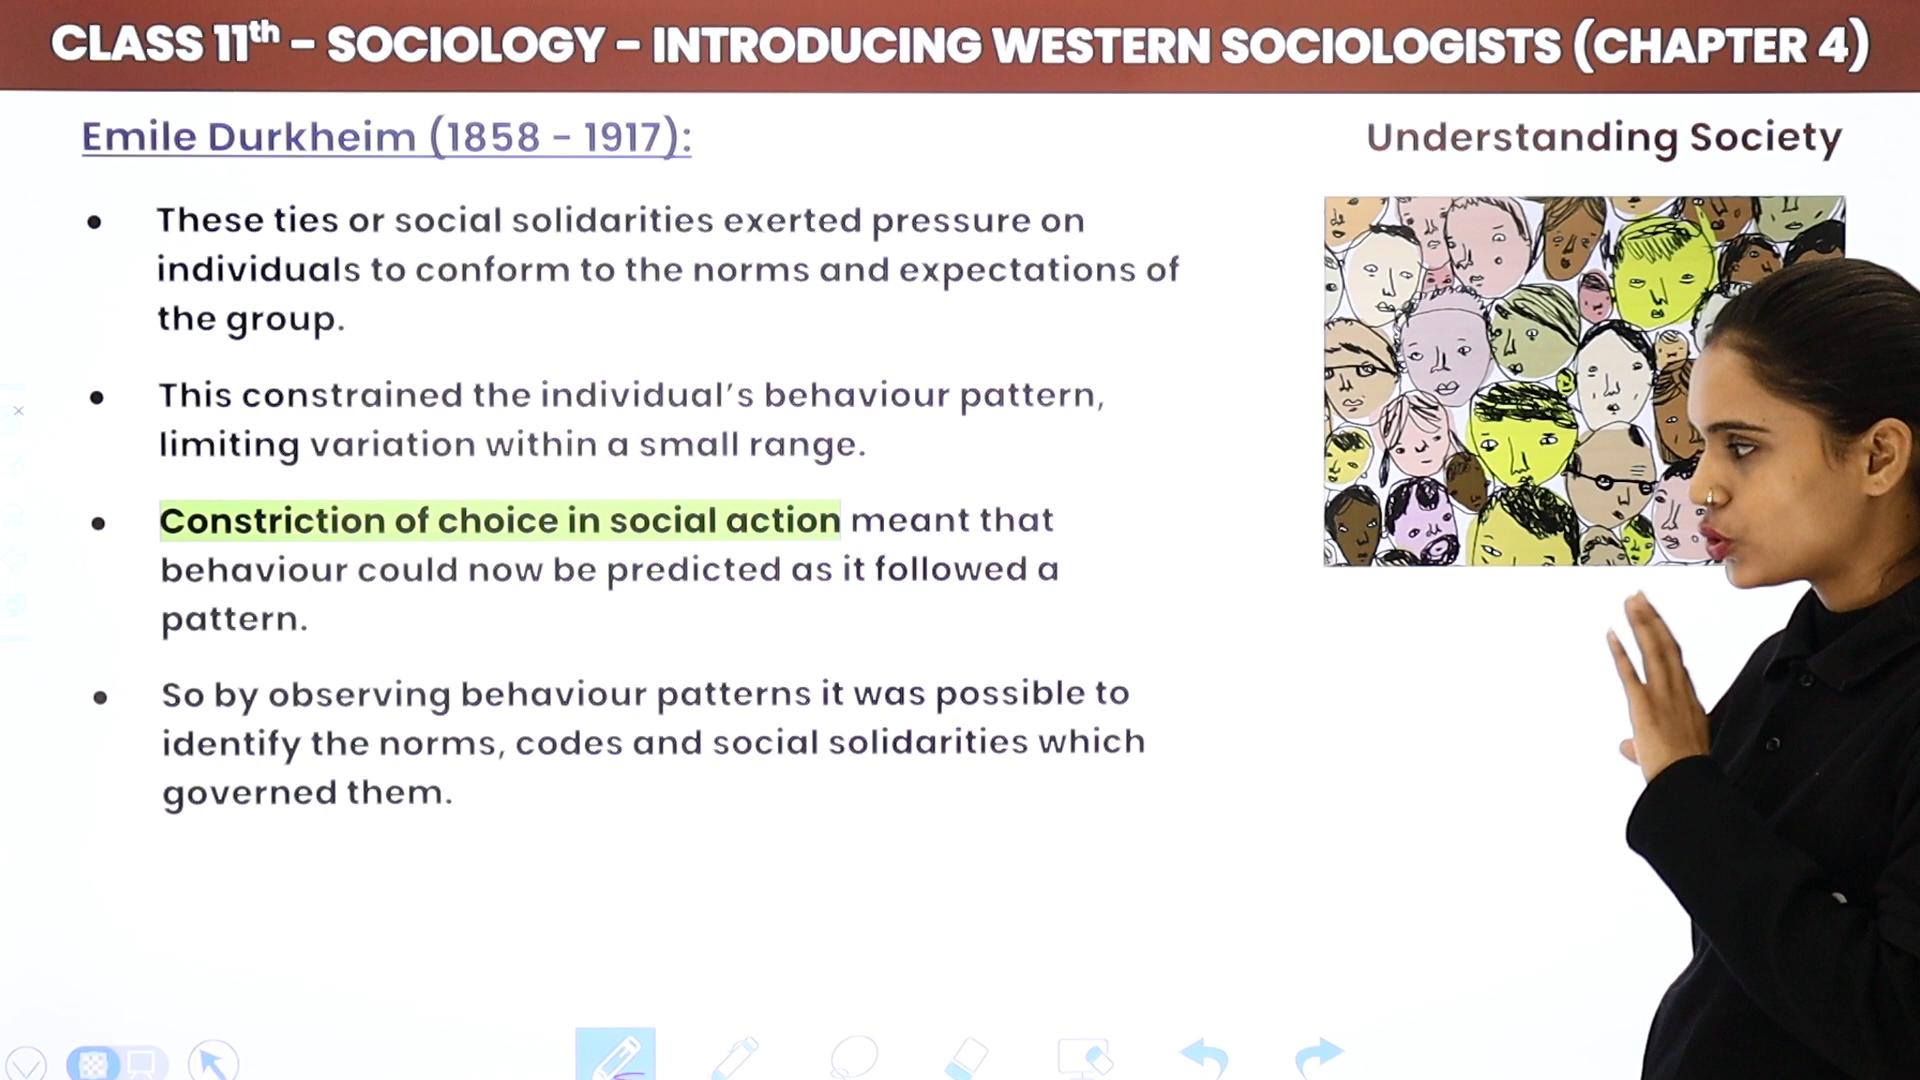 CLASS 11th – SOCIOLOGY – INTRODUCING WESTERN SOCIOLOGISTS (CHAPTER 4)
Emile Durkheim (1858 – 1917):
Understanding Society
• These ties or social solidarities exerted pressure on
individuals to conform to the norms and expectations of
the group.
• This constrained the individual's behaviour pattern,
limiting variation within a small range.
• Constriction of choice in social action meant that
behaviour could now be predicted as it followed a
pattern.
• So by observing behaviour patterns it was possible to
identify the norms, codes and social solidarities which
governed them.